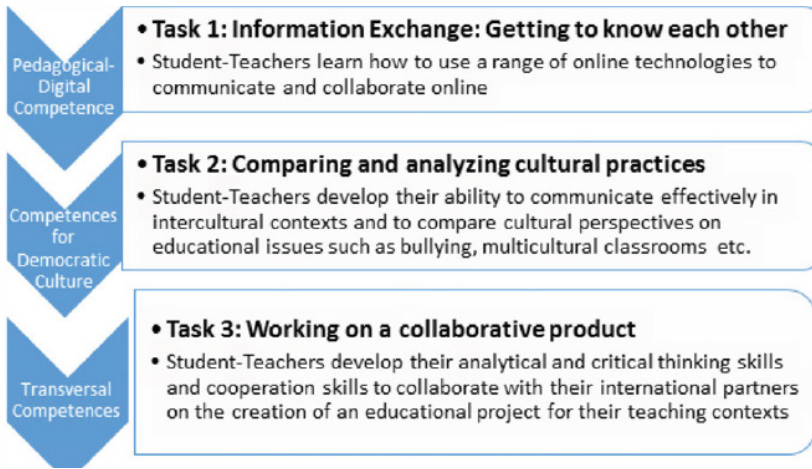 Pedagogical-
Digital
Competence
• Task 1: Information Exchange: Getting to know each other
• Student-Teachers learn how to use a range of online technologies to
communicate and collaborate online
Competences
for
Democratic
Culture
• Task 2: Comparing and analyzing cultural practices
• Student-Teachers develop their ability to communicate effectively in
intercultural contexts and to compare cultural perspectives on
educational issues such as bullying, multicultural classrooms etc.
Transversal
Competences
• Task 3: Working on a collaborative product
• Student-Teachers develop their analytical and critical thinking skills
and cooperation skills to collaborate with their international partners
on the creation of an educational project for their teaching contexts